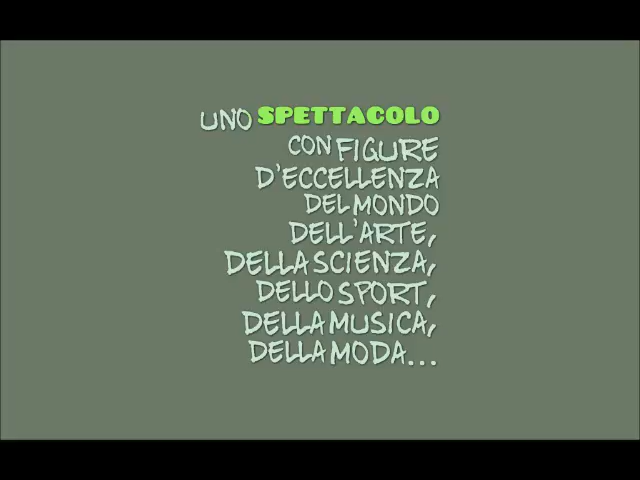 UNO SPETTACOLO
CON FIGURE
D'ECCELLENZA
DEL MONDO
DELL'ARTE,
DELLA SCIENZA,
DELLO SPORT,
DELLA MUSICA,
DELLA MODA...